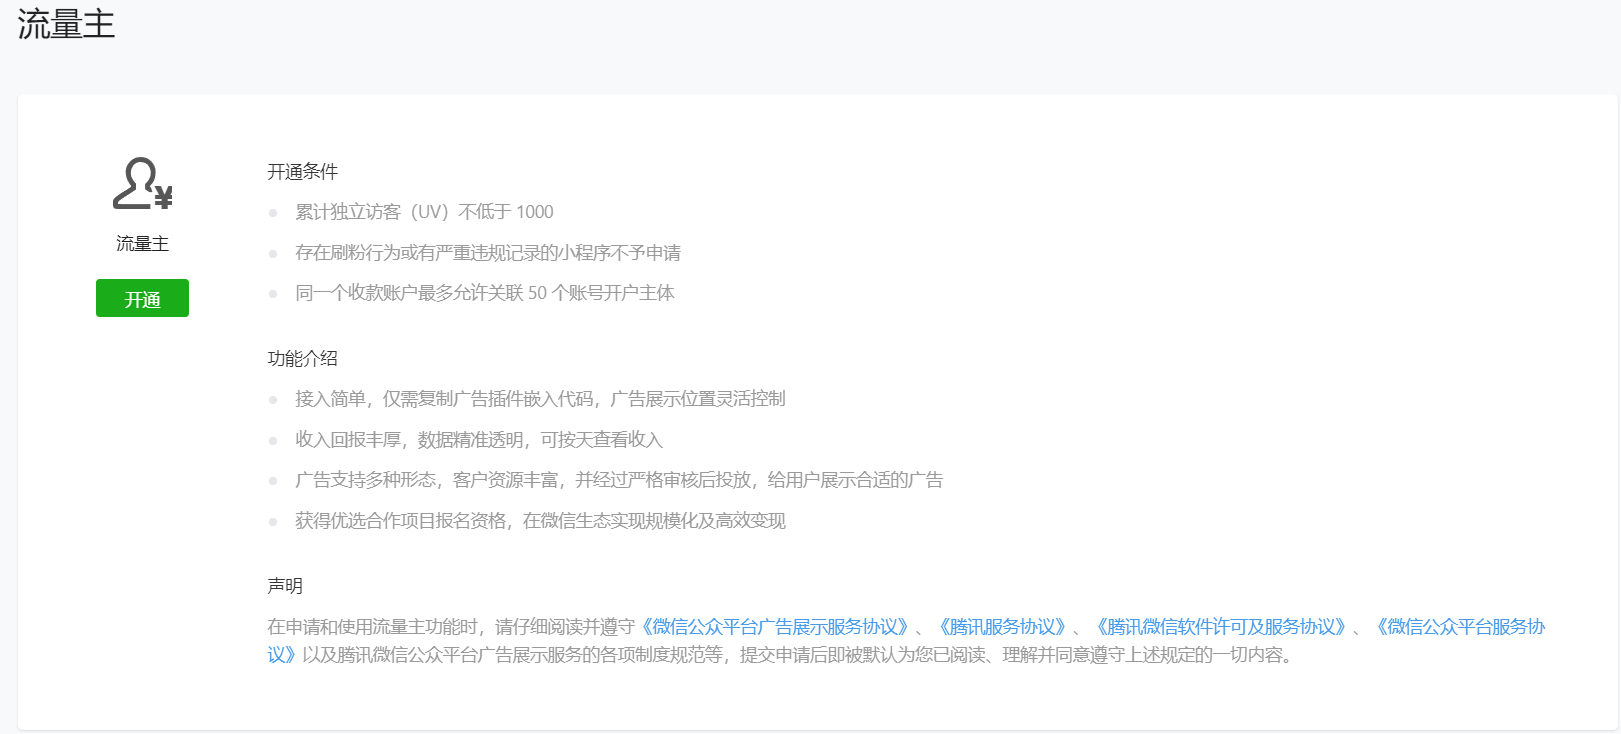 流量主
流量主
开通
开通条件
累计独立访客（UV）不低于 1000
存在刷粉行为或有严重违规记录的小程序不予申请
同一个收款账户最多允许关联 50 个账号开户主体
功能介绍
接入简单，仅需复制广告插件嵌入代码，广告展示位置灵活控制
收入回报丰厚，数据精准透明，可按天查看收入
广告支持多种形态，客户资源丰富，并经过严格审核后投放，给用户展示合适的广告
获得优选合作项目报名资格，在微信生态实现规模化及高效变现
声明
在申请和使用流量主功能时，请仔细阅读并遵守《微信公众平台广告展示服务协议》、《腾讯服务协议》、《腾讯微信软件许可及服务协议》、《微信公众平台服务协
议》以及腾讯微信公众平台广告展示服务的各项制度规范等，提交申请后即被默认为您已阅读、理解并同意遵守上述规定的一切内容。